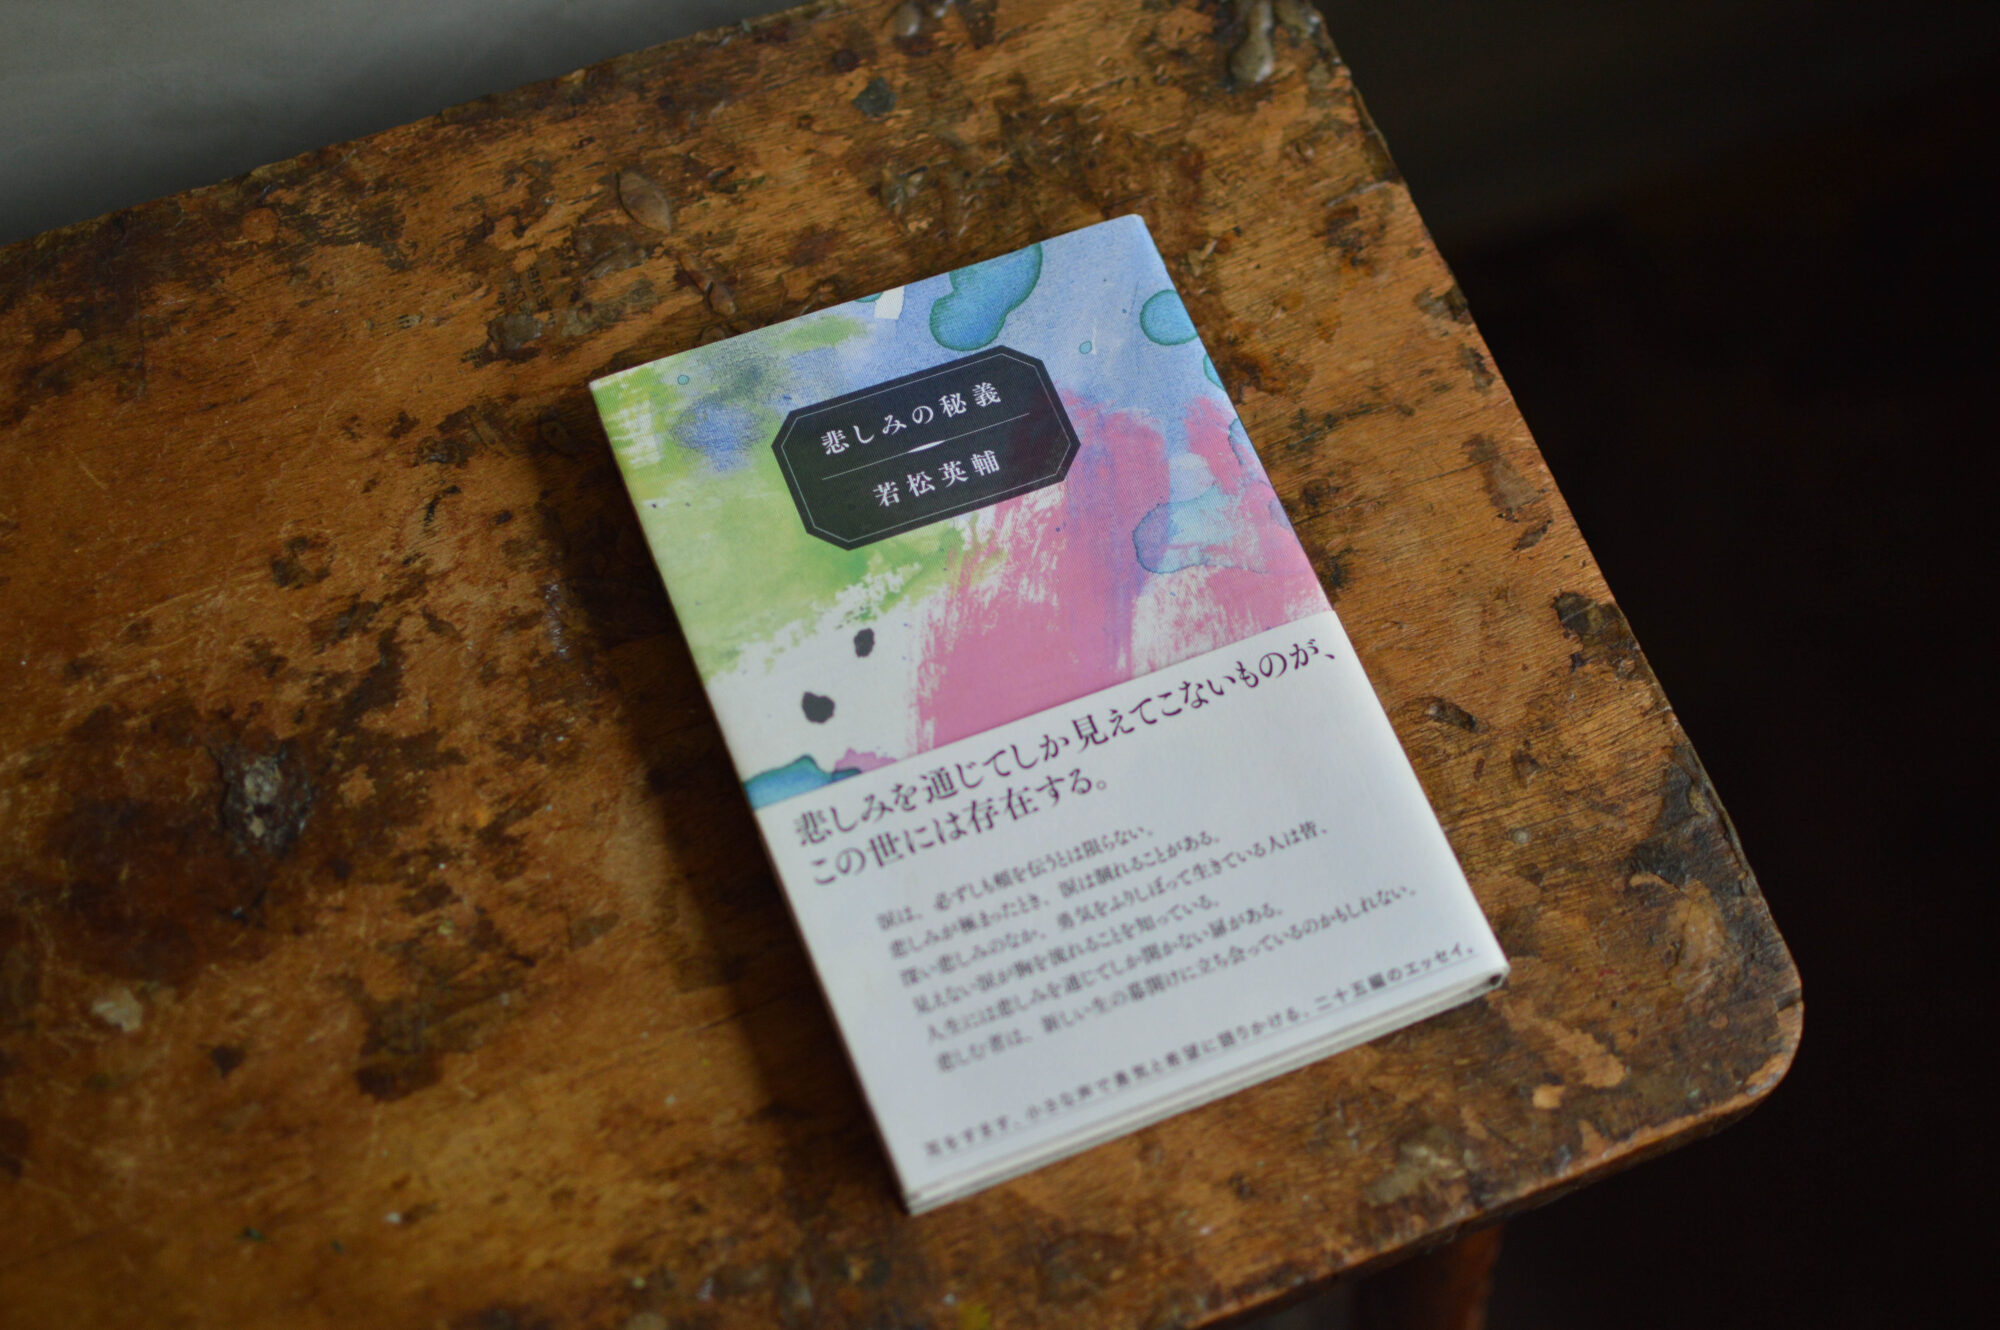 悲しみの秘義
若松英輔
悲しみを通じてしか見えてこないものが、
この世には存在する。
涙は、必ずしも頰を伝うとは限らない。
悲しみが極まったとき、涙は涸れることがある。
深い悲しみのなか、勇気をふりしぼって生きている人は皆、
見えない涙が胸を流れることを知っている。
人生には悲しみを通じてしか開かない扉がある。
悲しむ者は、新しい生の幕開けに立ち会っているのかもしれない。
耳をすます、小さな声で勇気と希望に語りかける、二十五編のエッセイ。